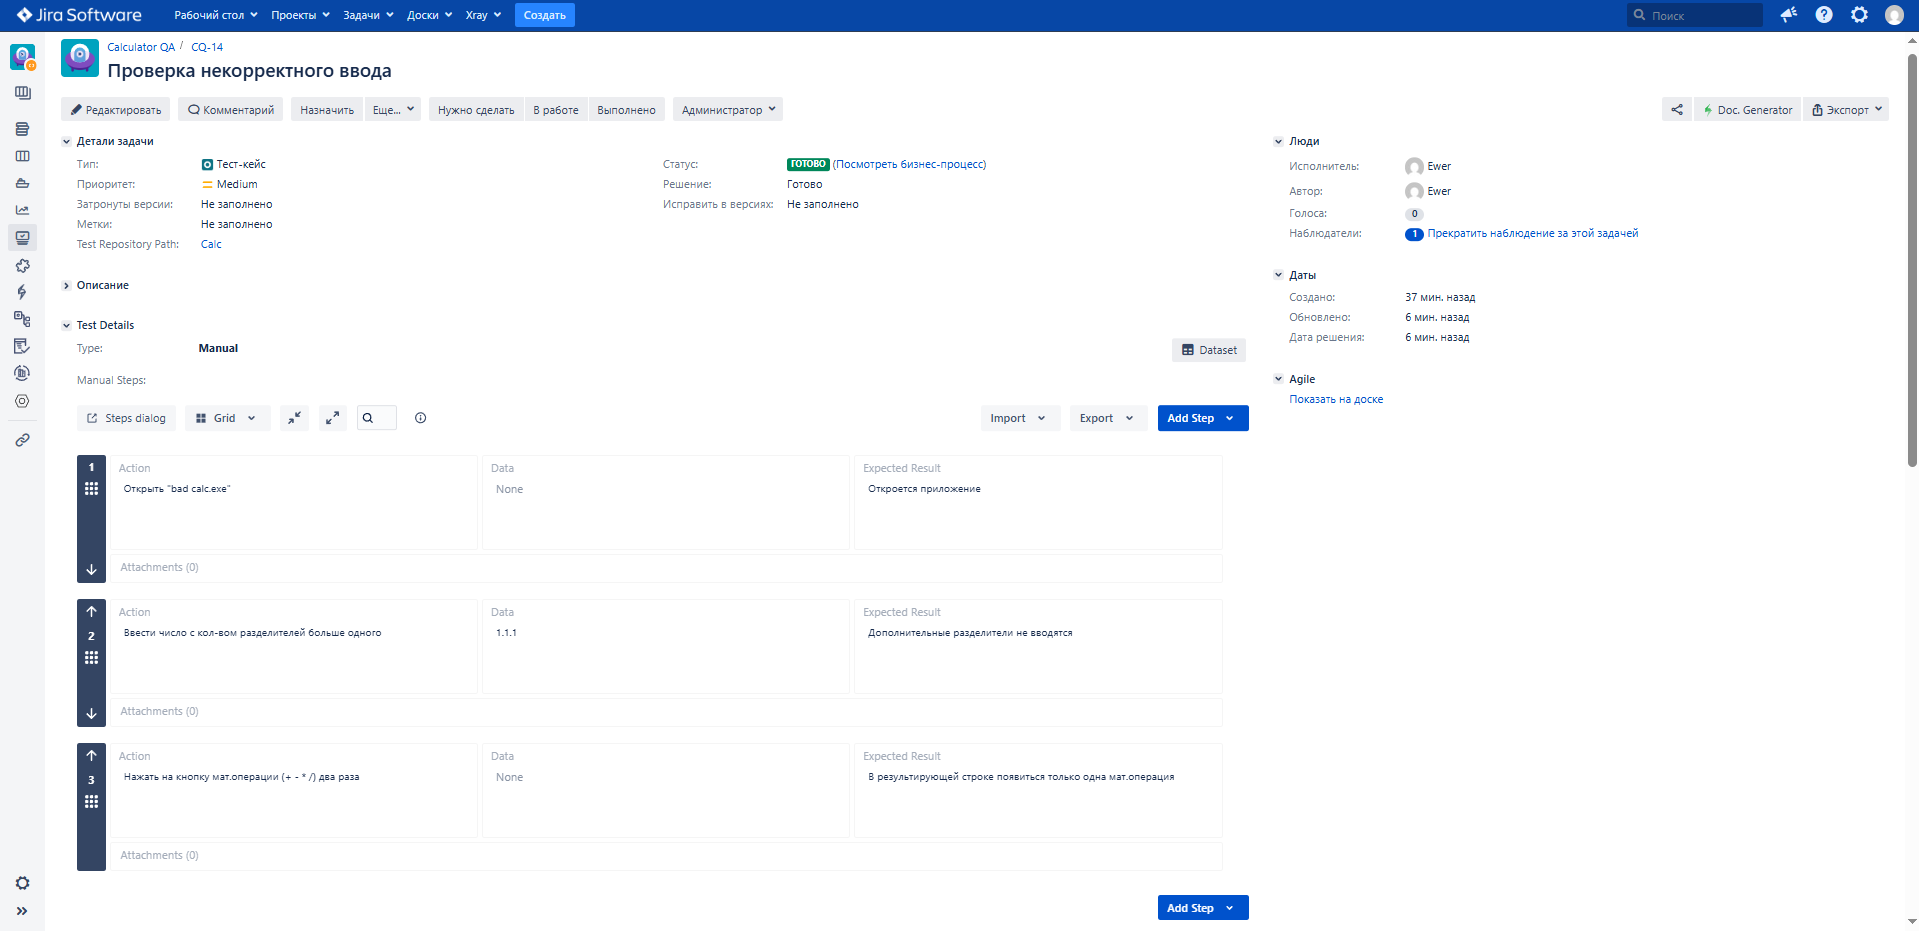 Jira Software
Рабочий стол Проекты Задачи Доски Xray Создать Поиск
Calculator QA / CQ-14
Проверка некорректного ввода
Редактировать Комментарий Назначить Еще... Нужно сделать В работе Выполнено Администратор Doc. Generator Экспорт
Детали задачи
Тип: Тест-кейс
Приоритет: Medium
Затронуты версии: Не заполнено
Метки: Не заполнено
Test Repository Path: Calc
Статус: ГОТОВО (Посмотреть бизнес-процесс)
Решение: Готово
Исправить в версиях: Не заполнено
Описание
Test Details
Type: Manual
Dataset
Manual Steps:
Steps dialog Grid Import Export Add Step
1 Action Data Expected Result
Открыть "bad calc.exe" None Откроется приложение
Attachments (0)
2 Action Data Expected Result
Ввести число с кол-вом разделителей больше одного 1.1.1 Дополнительные разделители не вводятся
Attachments (0)
3 Action Data Expected Result
Нажать на кнопку мат.операции (+ - * /) два раза None В результирующей строке появиться только одна мат.операция
Attachments (0)
Add Step
Люди
Исполнитель: Ewer
Автор: Ewer
Голоса: 0
Наблюдатели: 1 Прекратить наблюдение за этой задачей
Даты
Создано: 37 мин. назад
Обновлено: 6 мин. назад
Дата решения: 6 мин. назад
Agile
Показать на доске